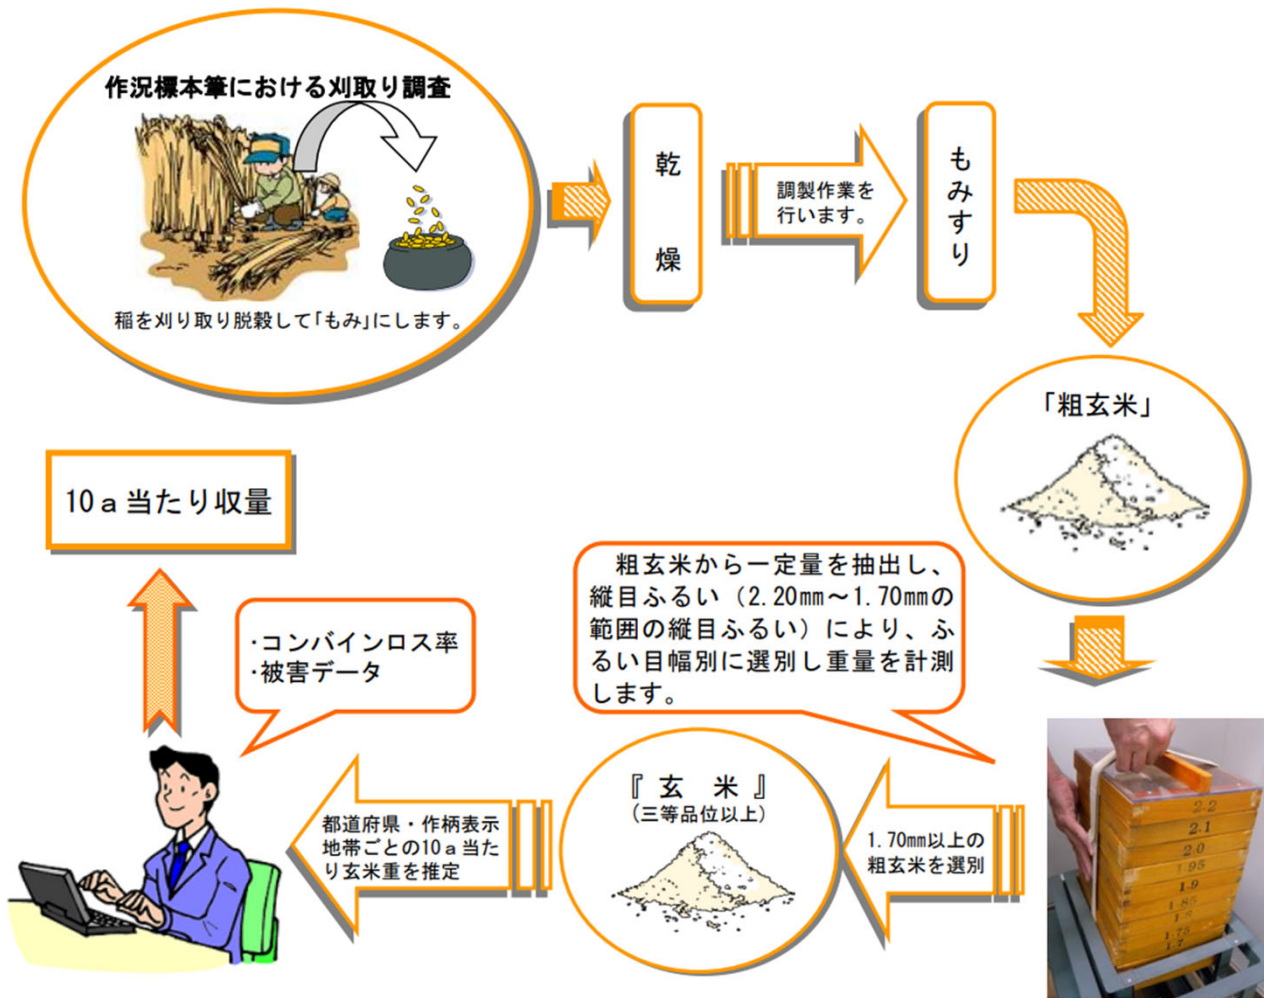 作況標本筆における刈取り調査
稲を刈り取り脱穀して「もみ」にします。
乾
燥
調製作業を
行います。
もみすり
「粗玄米」
粗玄米から一定量を抽出し、
縦目ふるい（2.20㎜～1.70㎜の
範囲の縦目ふるい）により、ふ
るい目幅別に選別し重量を計測
します。
2.2
2.1
2.0
1.95
1.9
1.85
1.8
1.75
1.7
1.70㎜以上の
粗玄米を選別
『 玄 米 』
（三等品位以上）
都道府県・作柄表示
地帯ごとの10ａ当た
り玄米重を推定
・コンバインロス率
・被害データ
10ａ当たり収量